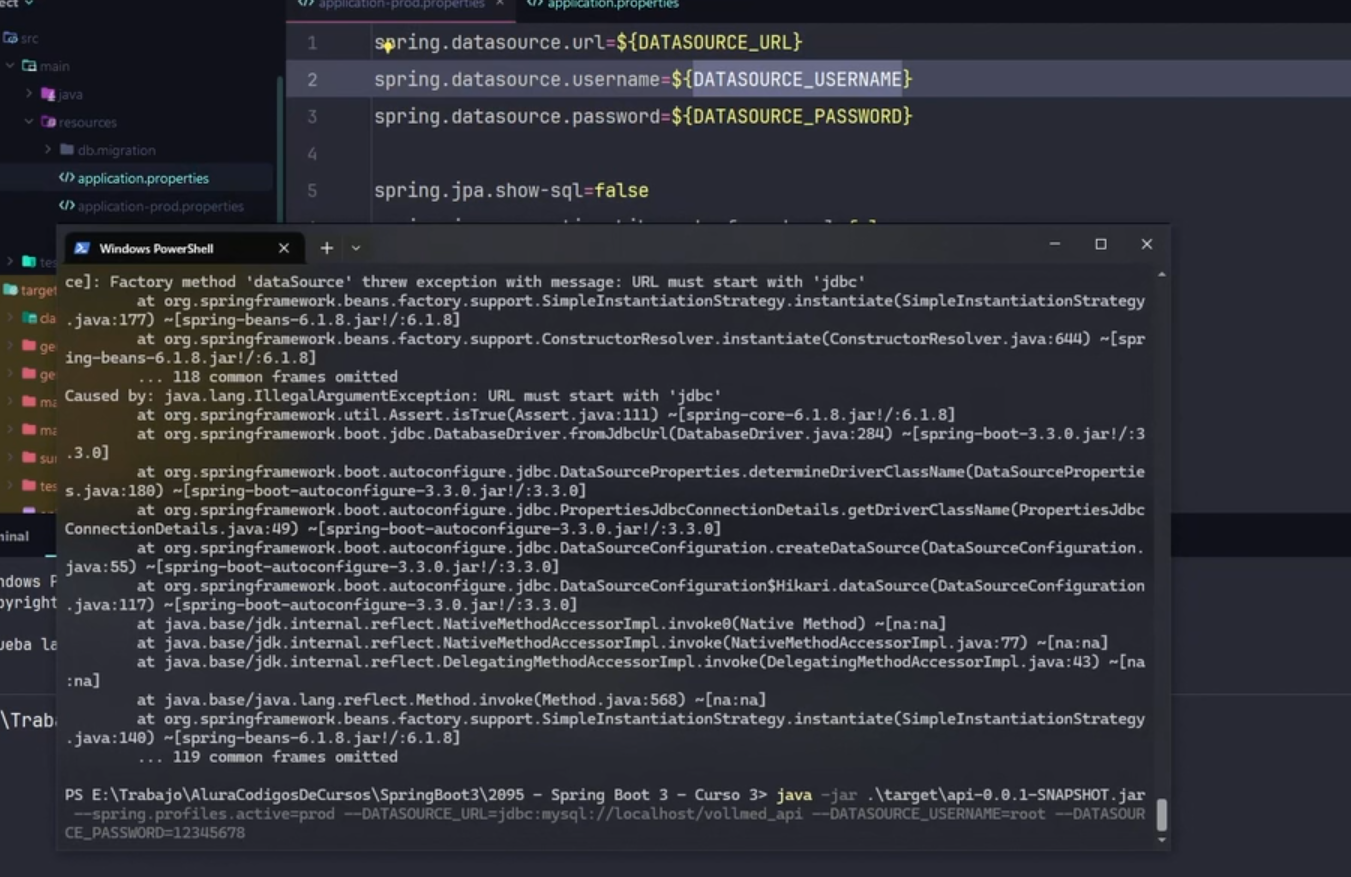 ect
application-prod.properties
application.properties
src
main
java
resources
db.migration
application.properties
application-prod.properties
1 spring.datasource.url=${DATASOURCE_URL}
2 spring.datasource.username=${DATASOURCE_USERNAME}
3 spring.datasource.password=${DATASOURCE_PASSWORD}
4
5 spring.jpa.show-sql=false
tes
target
cla
ge
ge
ma
ma
su
tes
minal
ndows P
pyright
ueba la
\Traba
Windows PowerShell
ce]: Factory method 'dataSource' threw exception with message: URL must start with 'jdbc'
at org.springframework.beans.factory.support.SimpleInstantiationStrategy.instantiate(SimpleInstantiationStrategy
.java:177) ~[spring-beans-6.1.8.jar!/:6.1.8]
at org.springframework.beans.factory.support.ConstructorResolver.instantiate(ConstructorResolver.java:644) ~[spr
ing-beans-6.1.8.jar!/:6.1.8]
... 118 common frames omitted
Caused by: java.lang.IllegalArgumentException: URL must start with 'jdbc'
at org.springframework.util.Assert.isTrue(Assert.java:111) ~[spring-core-6.1.8.jar!/:6.1.8]
at org.springframework.boot.jdbc.DatabaseDriver.fromJdbcUrl(DatabaseDriver.java:284) ~[spring-boot-3.3.0.jar!/:3
.3.0]
at org.springframework.boot.autoconfigure.jdbc.DataSourceProperties.determineDriverClassName(DataSourcePropertie
s.java:180) ~[spring-boot-autoconfigure-3.3.0.jar!/:3.3.0]
at org.springframework.boot.autoconfigure.jdbc.PropertiesJdbcConnectionDetails.getDriverClassName(PropertiesJdbc
ConnectionDetails.java:49) ~[spring-boot-autoconfigure-3.3.0.jar!/:3.3.0]
at org.springframework.boot.autoconfigure.jdbc.DataSourceConfiguration.createDataSource(DataSourceConfiguration.
java:55) ~[spring-boot-autoconfigure-3.3.0.jar!/:3.3.0]
at org.springframework.boot.autoconfigure.jdbc.DataSourceConfiguration$Hikari.dataSource(DataSourceConfiguration
.java:117) ~[spring-boot-autoconfigure-3.3.0.jar!/:3.3.0]
at java.base/jdk.internal.reflect.NativeMethodAccessorImpl.invoke0(Native Method) ~[na:na]
at java.base/jdk.internal.reflect.NativeMethodAccessorImpl.invoke(NativeMethodAccessorImpl.java:77) ~[na:na]
at java.base/jdk.internal.reflect.DelegatingMethodAccessorImpl.invoke(DelegatingMethodAccessorImpl.java:43) ~[na
:na]
at java.base/java.lang.reflect.Method.invoke(Method.java:568) ~[na:na]
at org.springframework.beans.factory.support.SimpleInstantiationStrategy.instantiate(SimpleInstantiationStrategy
.java:140) ~[spring-beans-6.1.8.jar!/:6.1.8]
... 119 common frames omitted
PS E:\Trabajo\AluraCodigosDeCursos\SpringBoot3\2095 - Spring Boot 3 - Curso 3> java -jar .\target\api-0.0.1-SNAPSHOT.jar
--spring.profiles.active=prod --DATASOURCE_URL=jdbc:mysql://localhost/vollmed_api --DATASOURCE_USERNAME=root --DATASOUR
CE_PASSWORD=12345678